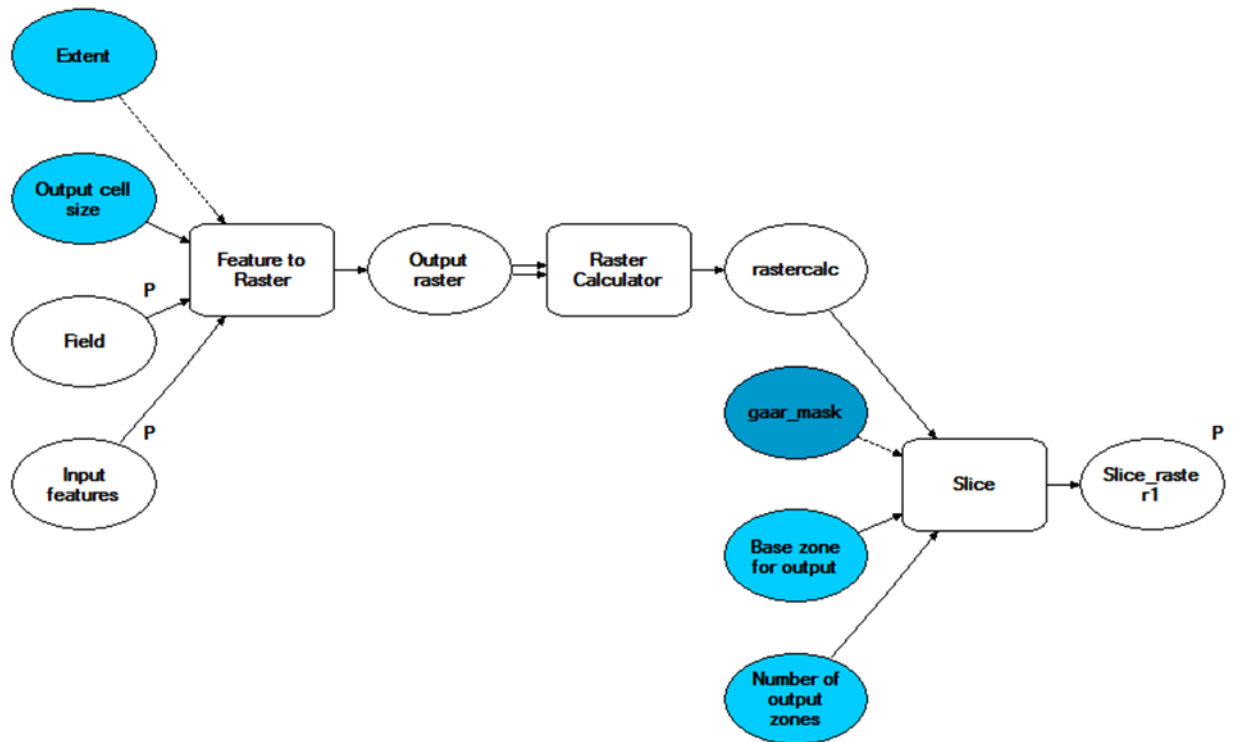 Extent
Output cell
size
P
Field
P
Input
features
Feature to
Raster
Output
raster
Raster
Calculator
rastercalc
gaar_mask
Base zone
for output
Number of
output
zones
Slice
P
Slice_raste
r1